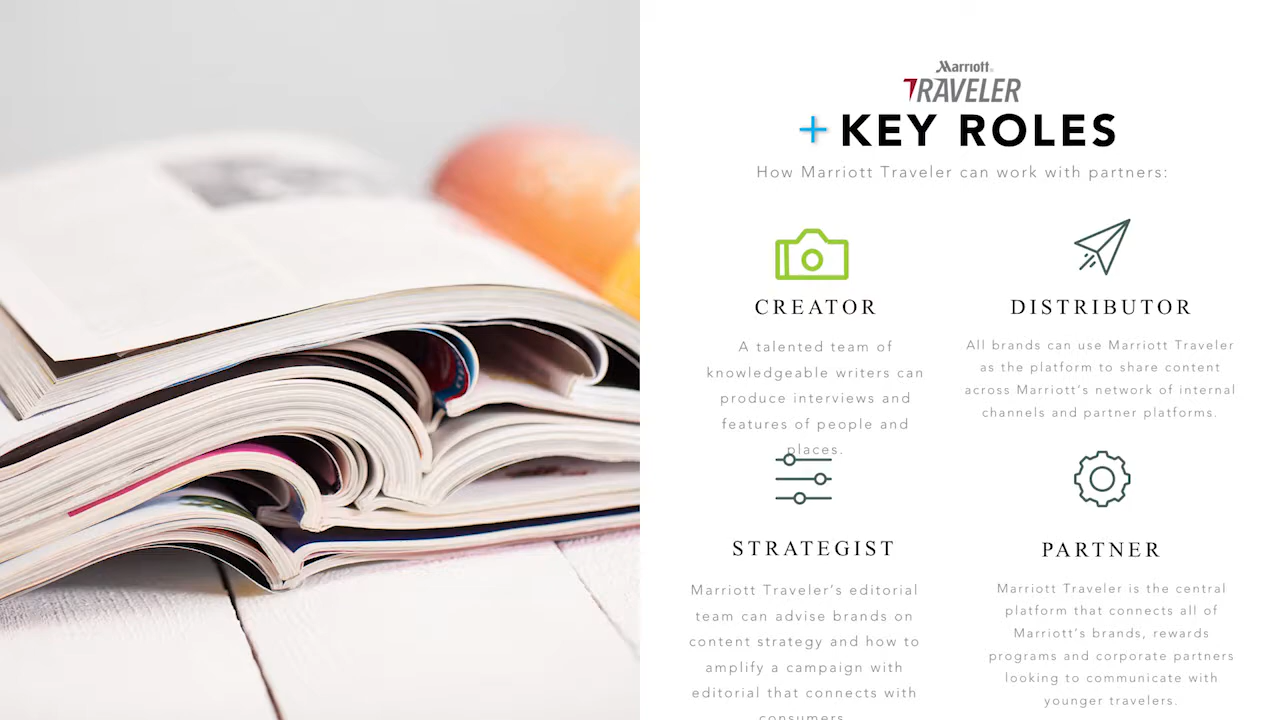 Marriott
TRAVELER
+ KEY ROLES
How Marriott Traveler can work with partners:
CREATOR
A talented team of
knowledgeable writers can
produce interviews and
features of people and
places.
DISTRIBUTOR
All brands can use Marriott Traveler
as the platform to share content
across Marriott's network of internal
channels and partner platforms.
STRATEGIST
Marriott Traveler's editorial
team can advise brands on
content strategy and how to
amplify a campaign with
editorial that connects with
consumers.
PARTNER
Marriott Traveler is the central
platform that connects all of
Marriott's brands, rewards
programs and corporate partners
looking to communicate with
younger travelers.